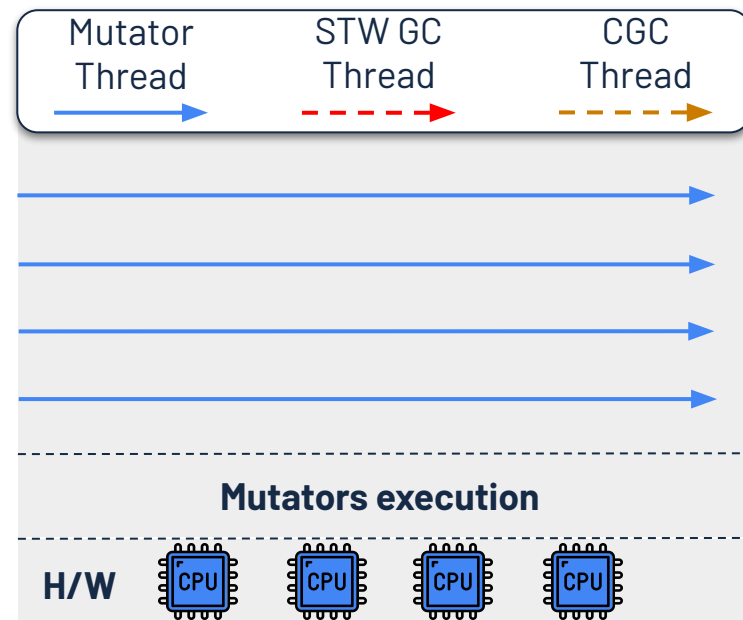 Mutator STW GC CGC
Thread Thread Thread
Mutators execution
H/W CPU CPU CPU CPU